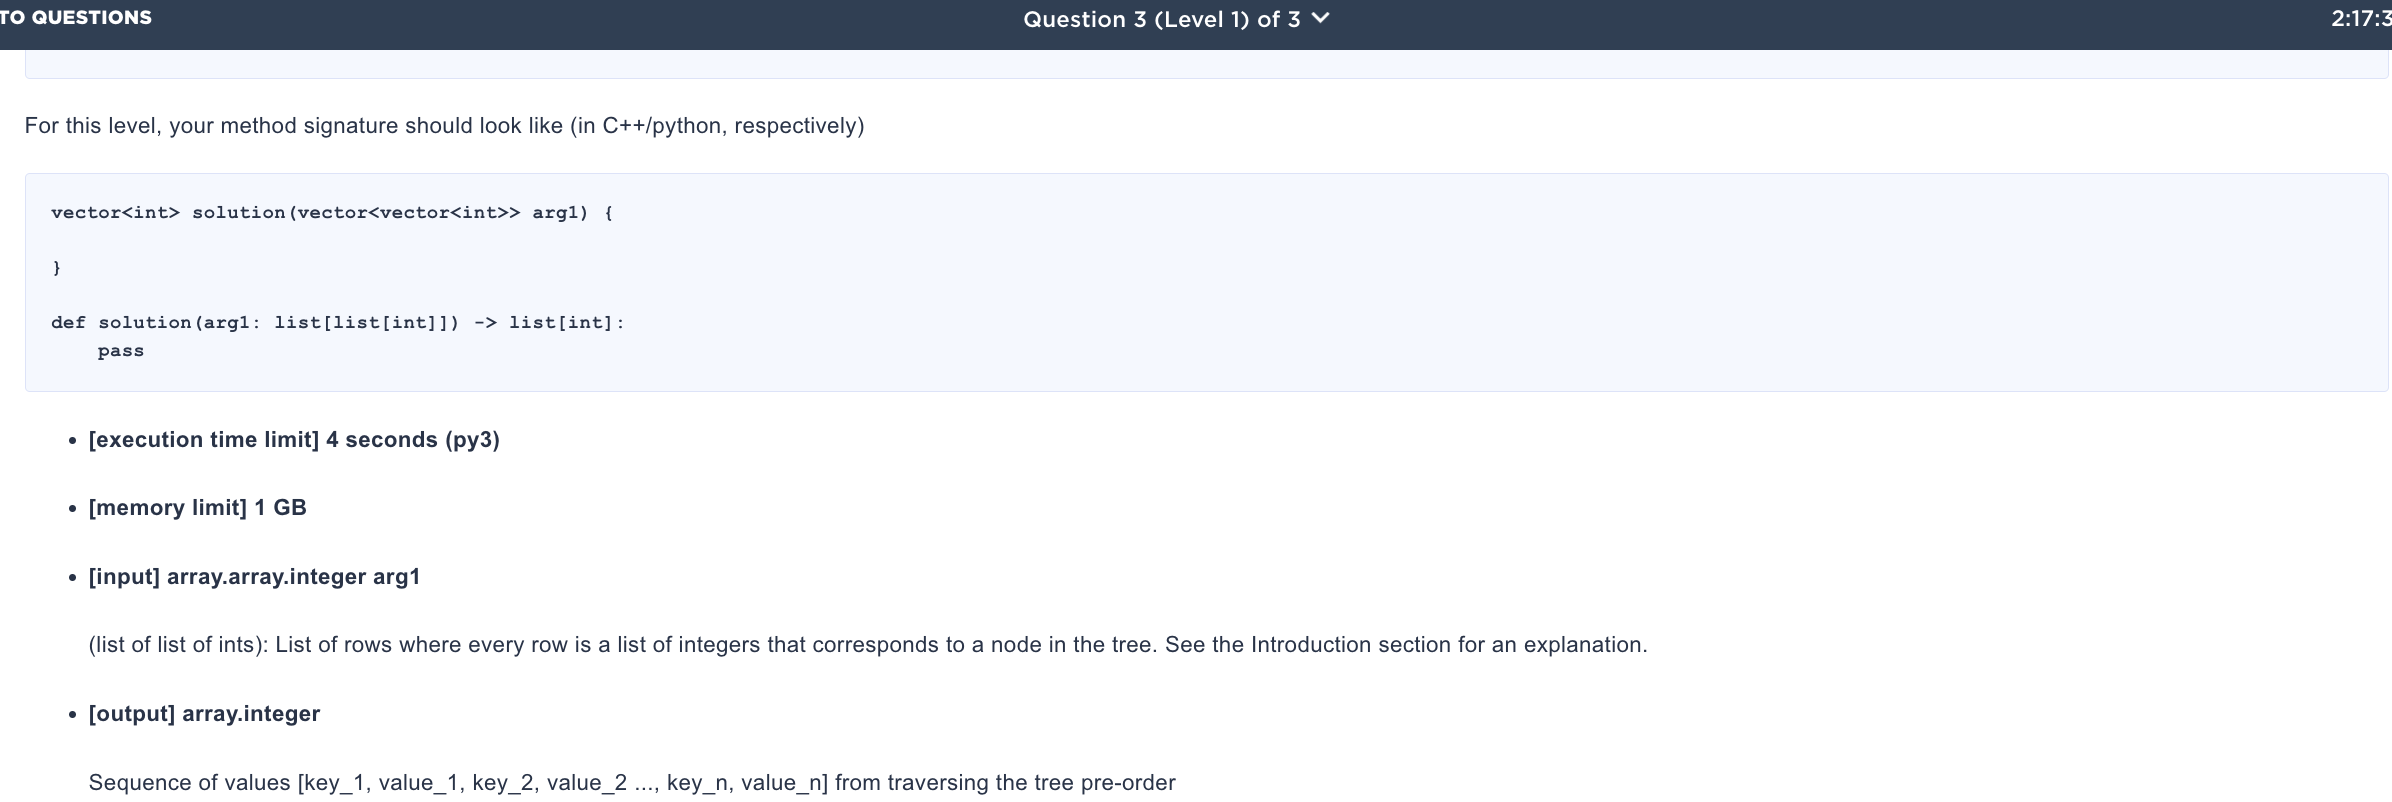 TO QUESTIONS
Question 3 (Level 1) of 3
2:17:3
For this level, your method signature should look like (in C++/python, respectively)
vector<int> solution(vector<vector<int>> arg1) {
}
def solution(arg1: list[list[int]]) -> list[int]:
    pass
• [execution time limit] 4 seconds (py3)
• [memory limit] 1 GB
• [input] array.array.integer arg1
(list of list of ints): List of rows where every row is a list of integers that corresponds to a node in the tree. See the Introduction section for an explanation.
• [output] array.integer
Sequence of values [key_1, value_1, key_2, value_2 ..., key_n, value_n] from traversing the tree pre-order